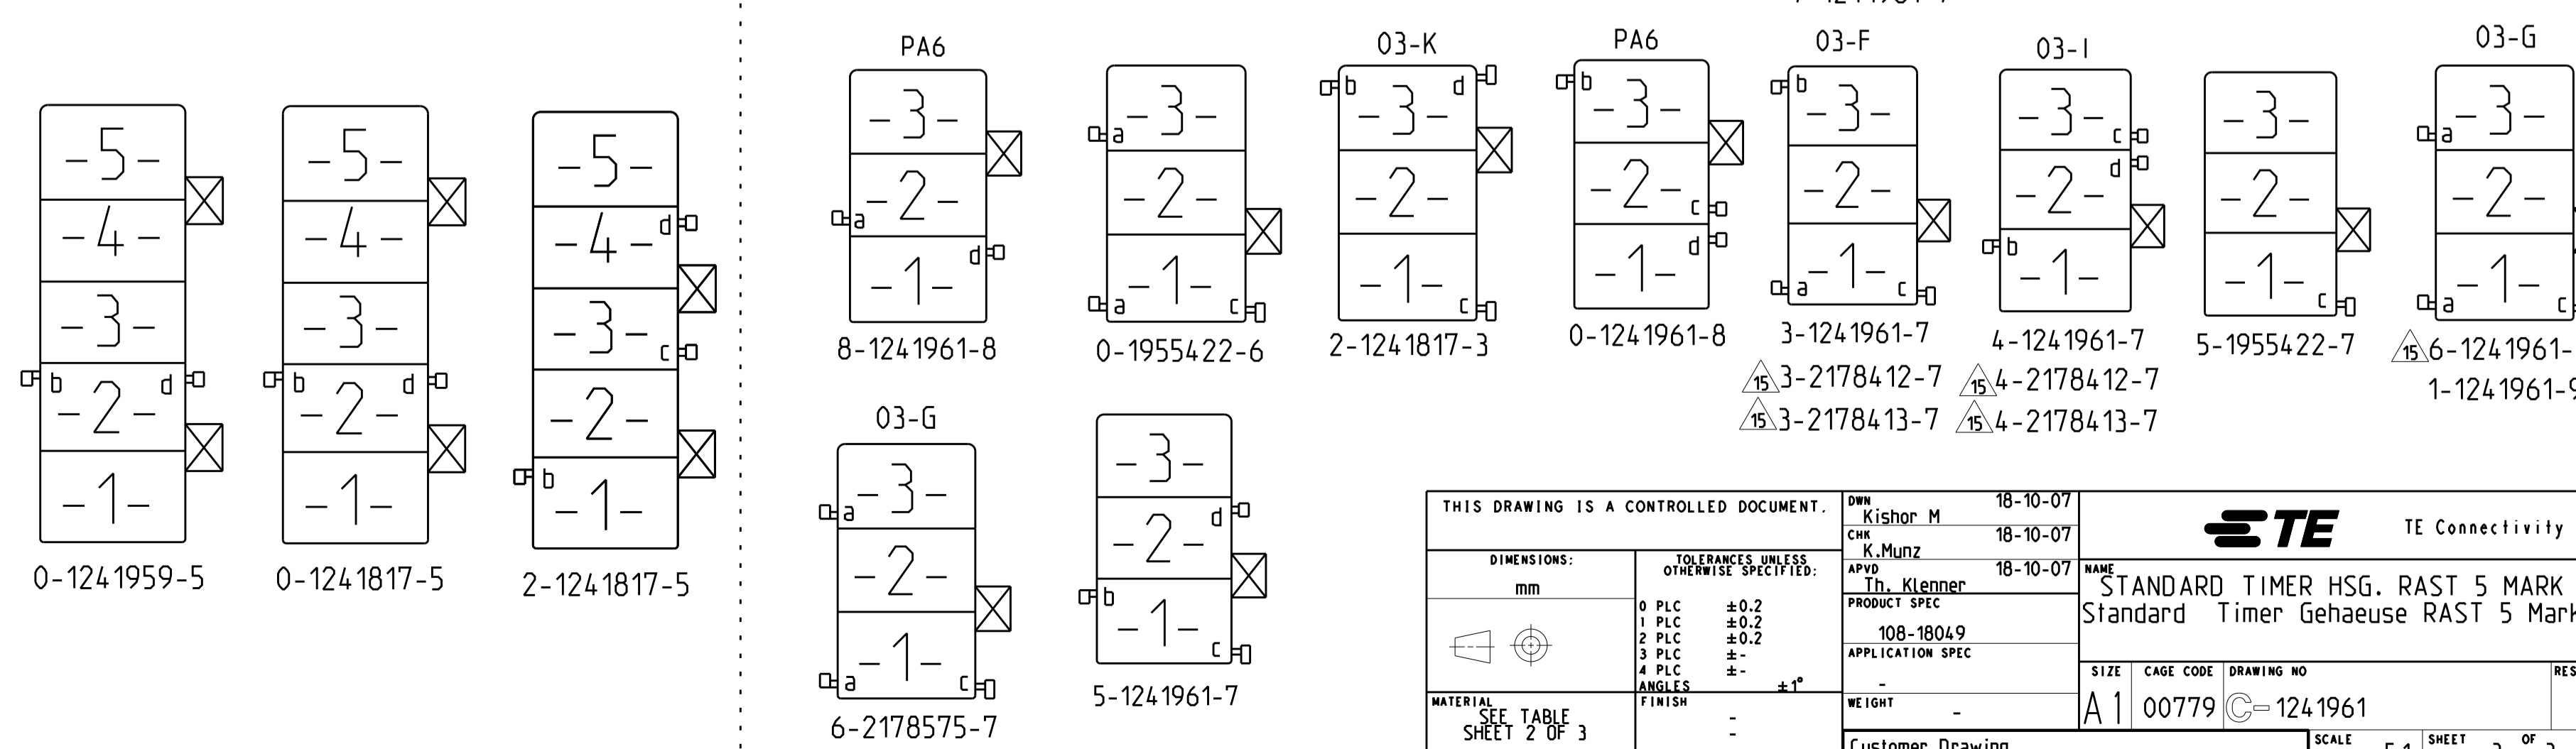 -5-
-4-
-3-
b d
-2-
-1-
0-1241959-5
-5-
-4-
-3-
b d
-2-
-1-
0-1241817-5
-5-
d
-4-
-3-
c
-2-
b
-1-
2-1241817-5
PA6
-3-
-2-
a
d
-1-
8-1241961-8
-3-
a
-2-
-1-
a c
0-1955422-6
03-K
b d
-3-
-2-
-1-
c
2-1241817-3
PA6
b
-3-
-2-
c
d
-1-
0-1241961-8
03-F
b
-3-
-2-
-1-
a c
3-1241961-7
15 3-2178412-7
15 3-2178413-7
03-I
-3-
c
d
-2-
b
-1-
4-1241961-7
15 4-2178412-7
15 4-2178413-7
-3-
-2-
-1-
c
5-1955422-7
03-G
-3-
a
-2-
-1-
a c
15 6-1241961-
1-1241961-9
03-G
-3-
a
-2-
-1-
a c
6-2178575-7
-3-
d
-2-
b
-1-
c
5-1241961-7
THIS DRAWING IS A CONTROLLED DOCUMENT.
DIMENSIONS:
mm
TOLERANCES UNLESS
OTHERWISE SPECIFIED:
0 PLC ±0.2
1 PLC ±0.2
2 PLC ±0.2
3 PLC ±-
4 PLC ±-
ANGLES ±1°
MATERIAL
SEE TABLE
SHEET 2 OF 3
FINISH
-
-
DWN 18-10-07
Kishor M
CHK 18-10-07
K.Munz
APVD 18-10-07
Th. Klenner
PRODUCT SPEC
108-18049
APPLICATION SPEC
-
WEIGHT -
Customer Drawing
TE TE Connectivity
NAME
STANDARD TIMER HSG. RAST 5 MARK
Standard Timer Gehaeuse RAST 5 Mark
SIZE CAGE CODE DRAWING NO
A1 00779 C-1241961
SCALE SHEET OF